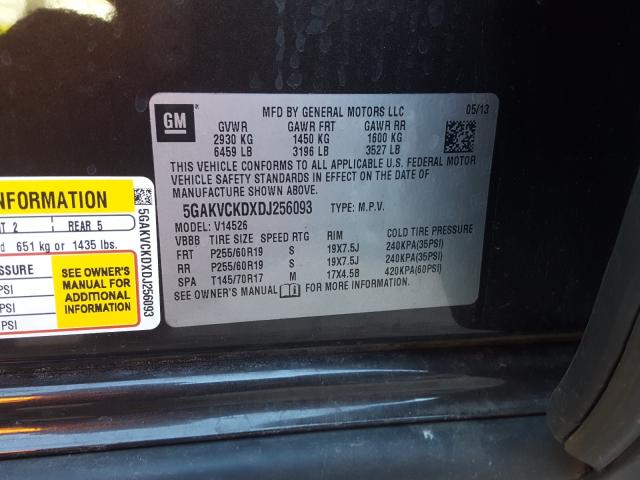 GM
MFD BY GENERAL MOTORS LLC 05/13
GVWR GAWR FRT GAWR RR
2930 KG 1450 KG 1600 KG
6459 LB 3196 LB 3527 LB
THIS VEHICLE CONFORMS TO ALL APPLICABLE U.S. FEDERAL MOTOR
VEHICLE SAFETY STANDARDS IN EFFECT ON THE DATE OF
MANUFACTURE SHOWN ABOVE.
5GAKVCKDXDJ256093 TYPE: M.P.V.
MODEL: V14526
VBBB TIRE SIZE SPEED RTG RIM COLD TIRE PRESSURE
FRT P255/60R19 S 19X7.5J 240KPA(35PSI)
RR P255/60R19 S 19X7.5J 240KPA(35PSI)
SPA T145/70R17 M 17X4.5B 420KPA(60PSI)
SEE OWNER'S MANUAL FOR MORE INFORMATION.
INFORMATION
2 REAR 5
651 kg or 1435 lbs.
PSI
PSI
PSI
SEE OWNER'S
MANUAL FOR
ADDITIONAL
INFORMATION
5GAKVCKDXDJ256093